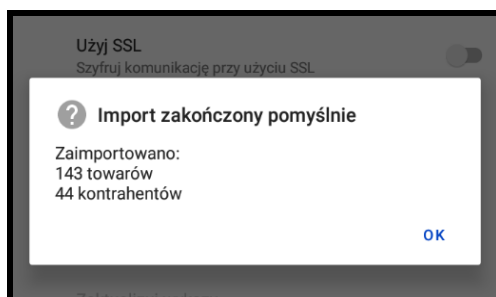 Użyj SSL
Szyfruj komunikację przy użyciu SSL
Import zakończony pomyślnie
Zaimportowano:
143 towarów
44 kontrahentów
OK